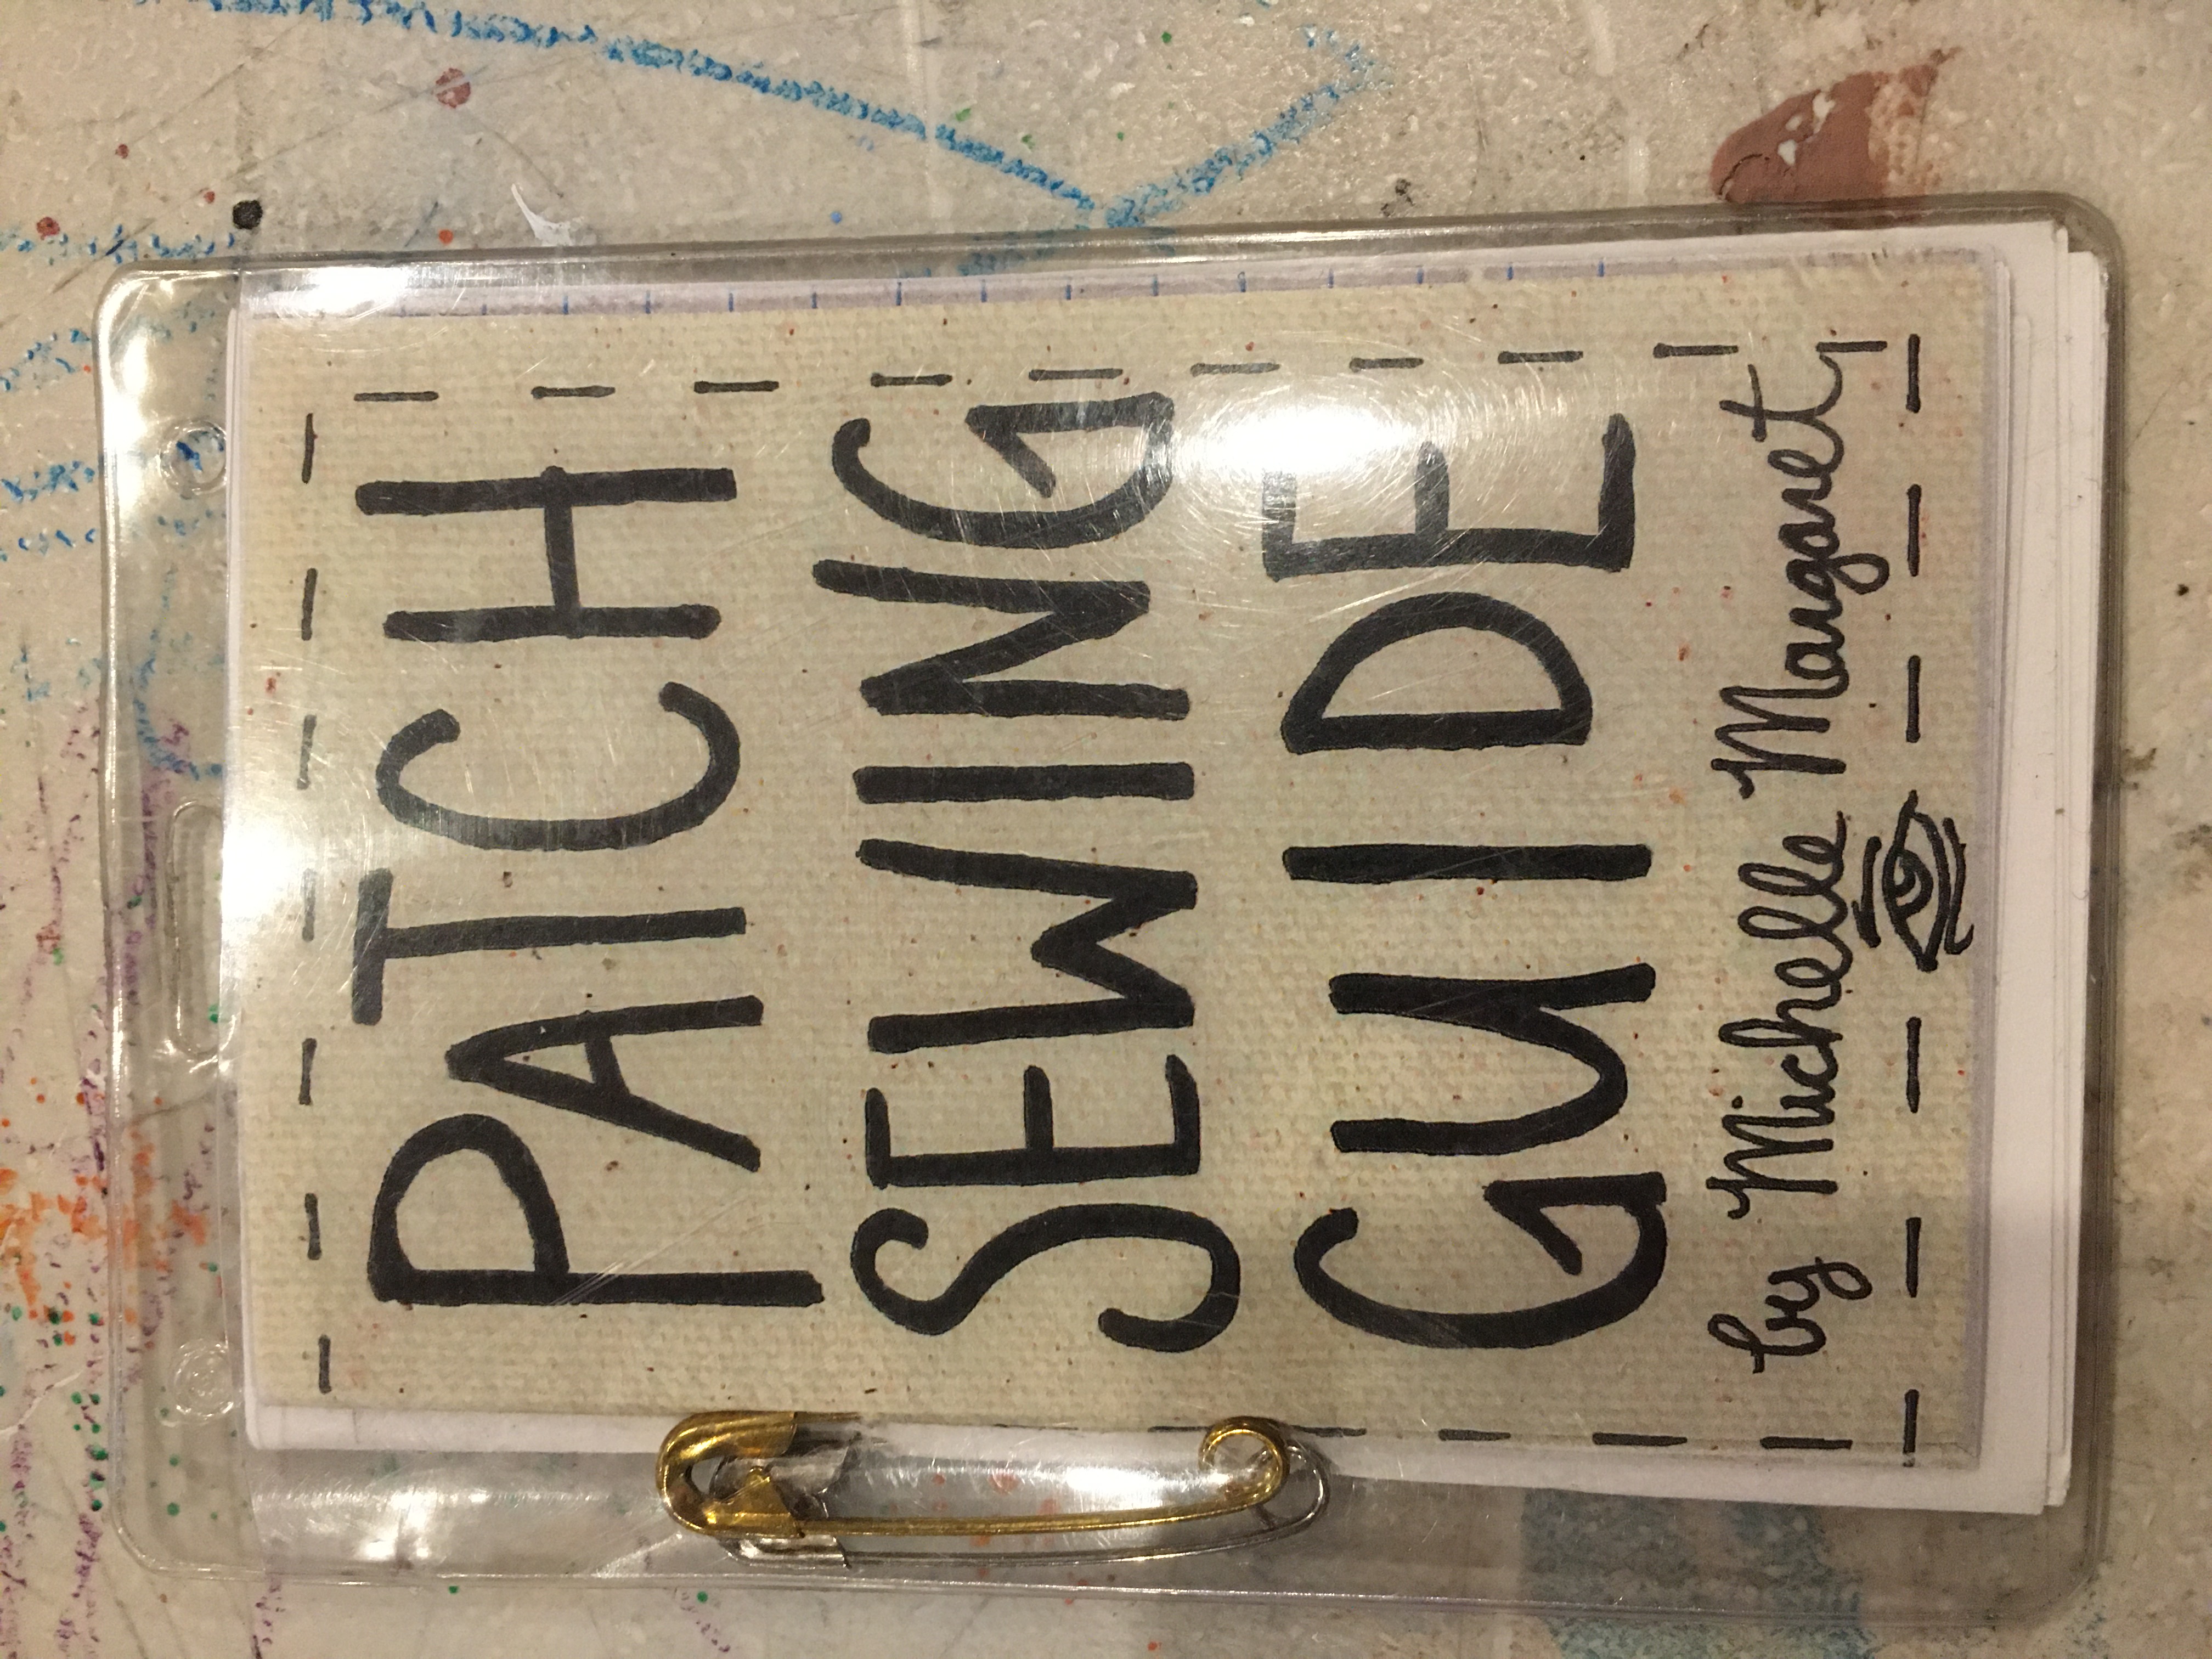 PATCH
SEWING
GUIDE
by Michelle Margaret